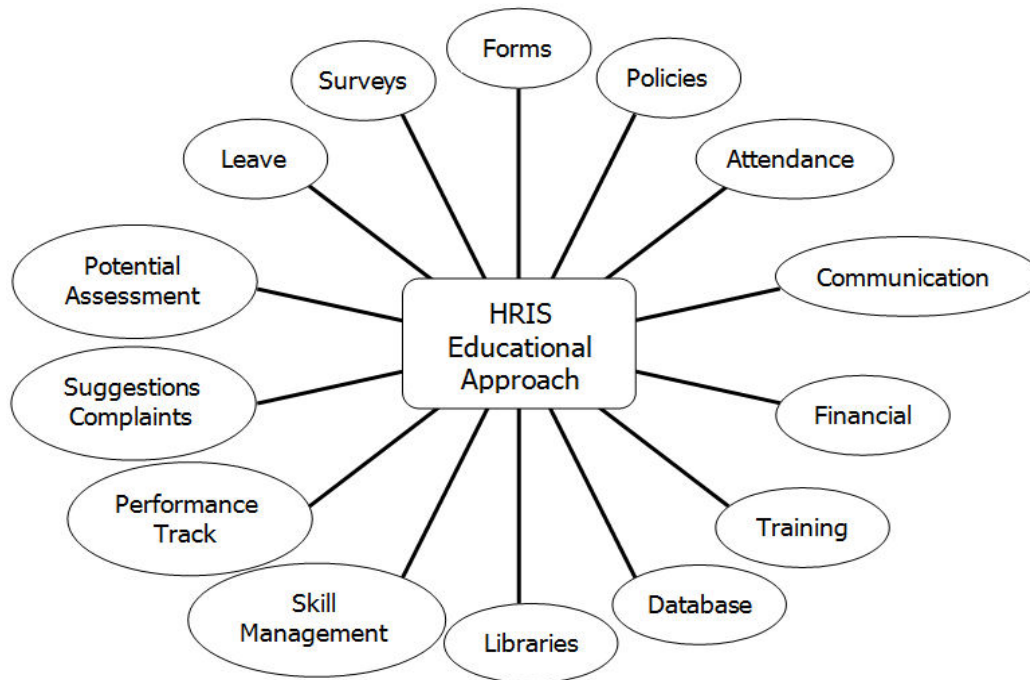 Forms
Surveys
Policies
Leave
Attendance
Potential
Assessment
Communication
HRIS
Educational
Approach
Suggestions
Complaints
Financial
Performance
Track
Training
Skill
Management
Database
Libraries